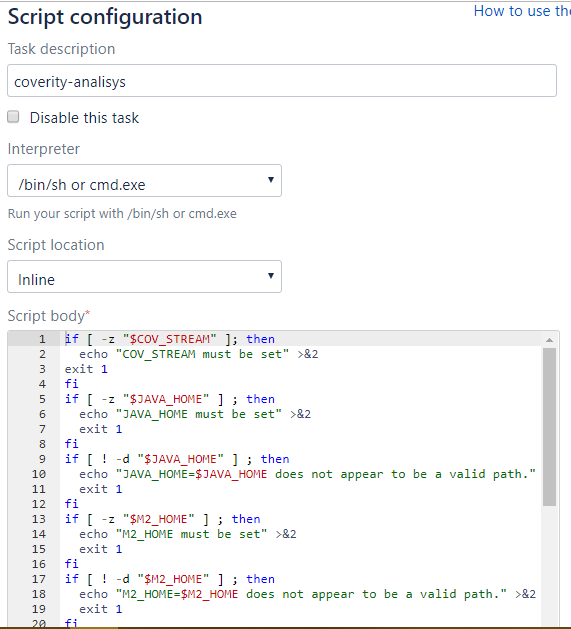 Script configuration
How to use the
Task description
coverity-analisys
Disable this task
Interpreter
/bin/sh or cmd.exe
Run your script with /bin/sh or cmd.exe
Script location
Inline
Script body*
1 if [ -z "$COV_STREAM" ]; then
2   echo "COV_STREAM must be set" >&2
3 exit 1
4 fi
5 if [ -z "$JAVA_HOME" ] ; then
6   echo "JAVA_HOME must be set" >&2
7   exit 1
8 fi
9 if [ ! -d "$JAVA_HOME" ] ; then
10   echo "JAVA_HOME=$JAVA_HOME does not appear to be a valid path."
11   exit 1
12 fi
13 if [ -z "$M2_HOME" ] ; then
14   echo "M2_HOME must be set" >&2
15   exit 1
16 fi
17 if [ ! -d "$M2_HOME" ] ; then
18   echo "M2_HOME=$M2_HOME does not appear to be a valid path." >&2
19   exit 1
20 fi